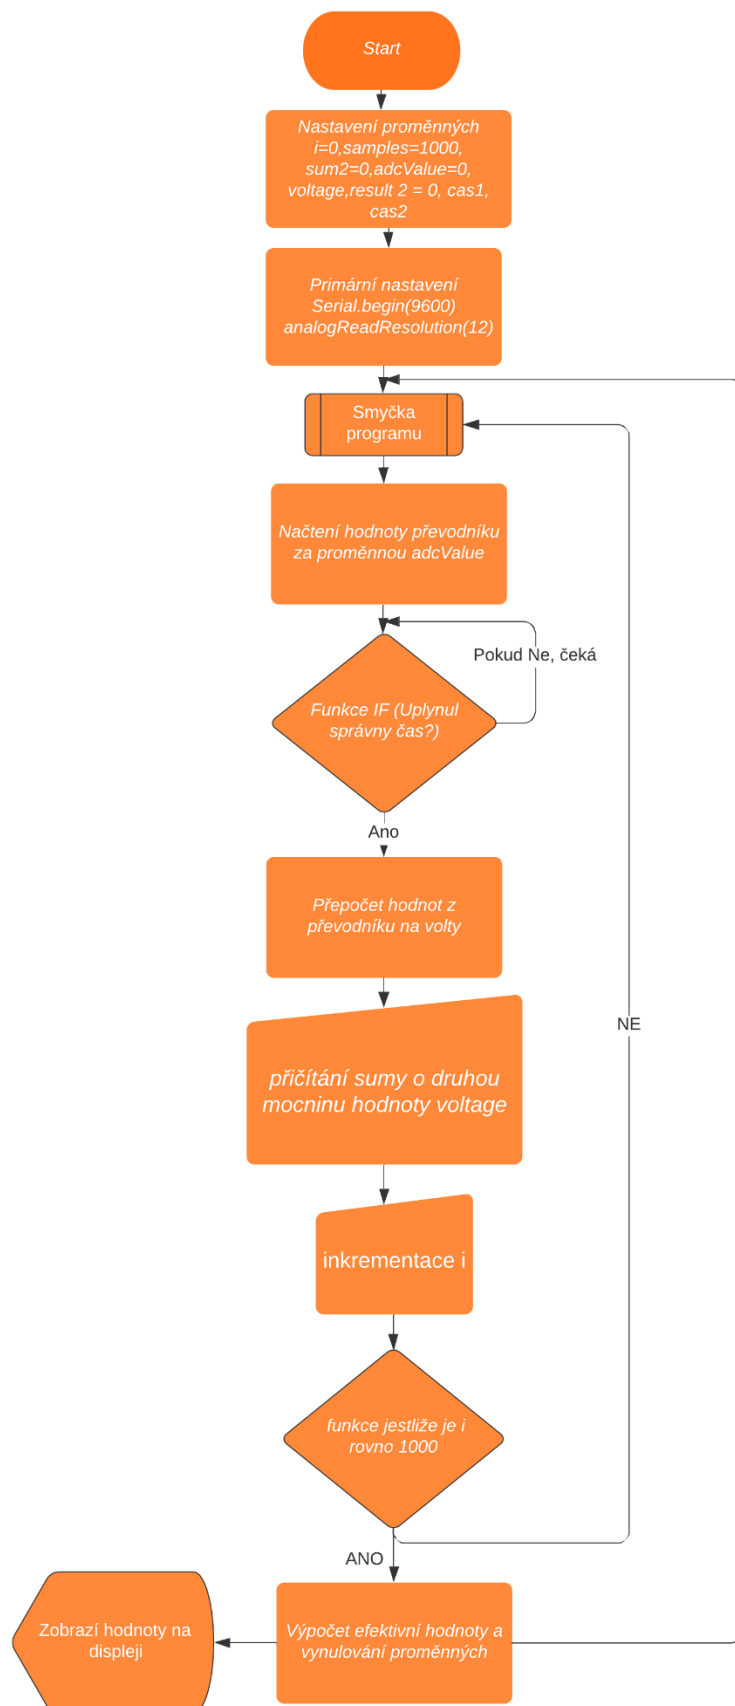 Start
Nastavení proměnných
i=0,samples=1000,
sum2=0,adcValue=0,
voltage,result 2 = 0, cas1,
cas2
Primární nastavení
Serial.begin(9600)
analogReadResolution(12)
Smyčka
programu
Načtení hodnoty převodníku
za proměnnou adcValue
Pokud Ne, čeká
Funkce IF (Uplynul
správny čas?)
Ano
Přepočet hodnot z
převodníku na volty
NE
přičítání sumy o druhou
mocninu hodnoty voltage
inkrementace i
funkce jestliže je i
rovno 1000
ANO
Výpočet efektivní hodnoty a
vynulování proměnných
Zobrazí hodnoty na
displeji